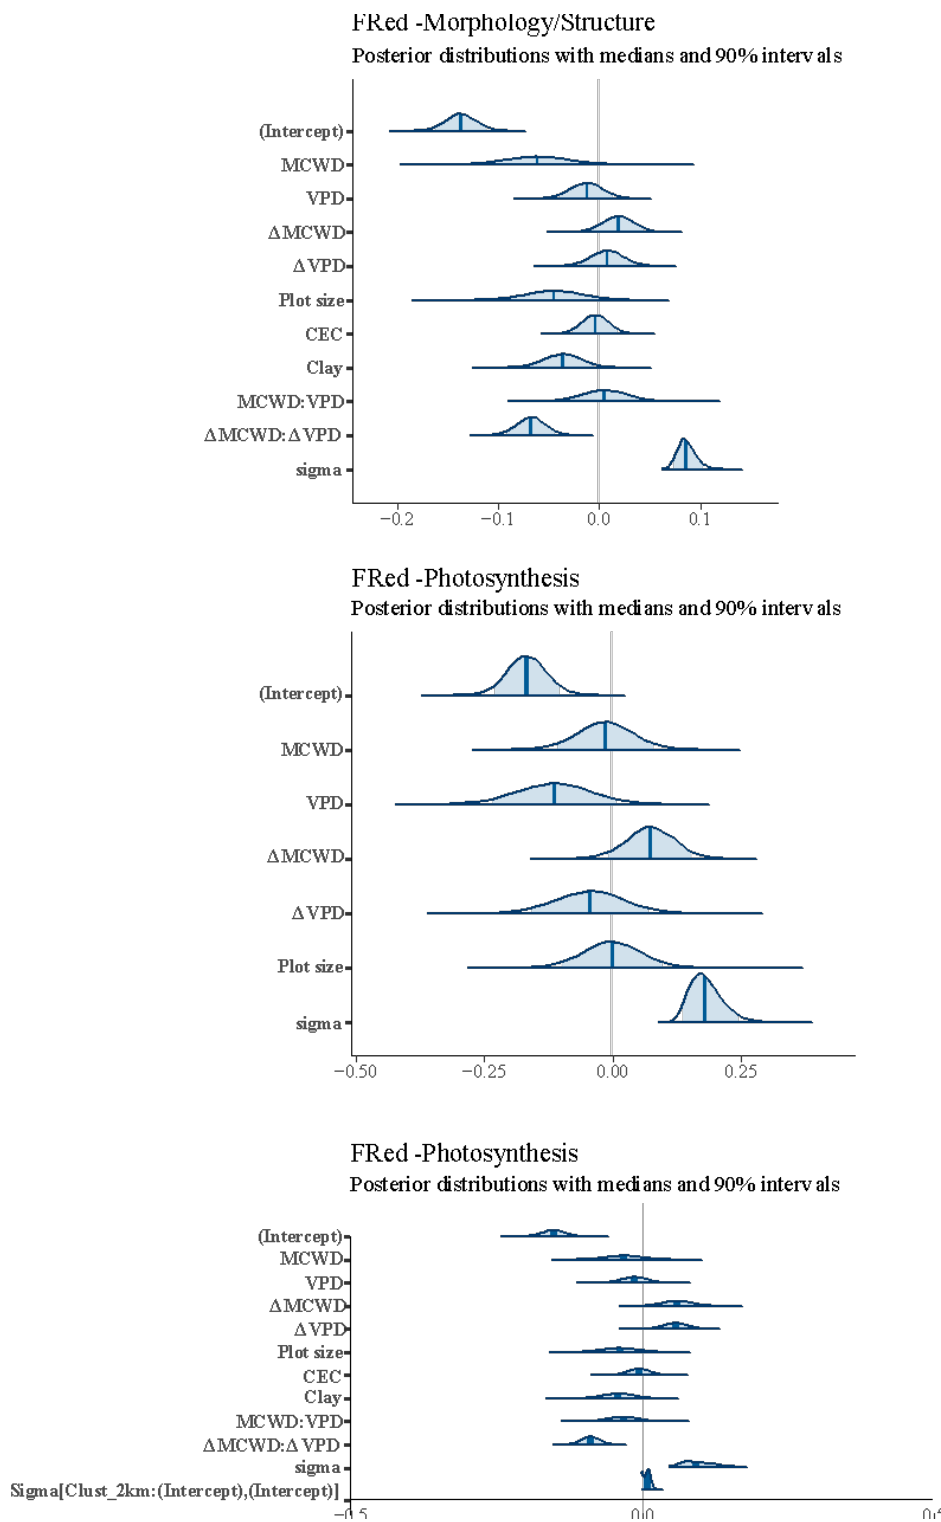 FRed -Morphology/Structure
Posterior distributions with medians and 90% intervals
(Intercept)
MCWD
VPD
ΔMCWD
ΔVPD
Plot size
CEC
Clay
MCWD:VPD
ΔMCWD:ΔVPD
sigma
−0.2 −0.1 0.0 0.1
FRed -Photosynthesis
Posterior distributions with medians and 90% intervals
(Intercept)
MCWD
VPD
ΔMCWD
ΔVPD
Plot size
sigma
−0.50 −0.25 0.00 0.25
FRed -Photosynthesis
Posterior distributions with medians and 90% intervals
(Intercept)
MCWD
VPD
ΔMCWD
ΔVPD
Plot size
CEC
Clay
MCWD:VPD
ΔMCWD:ΔVPD
sigma
Sigma[Clust_2km:(Intercept),(Intercept)]